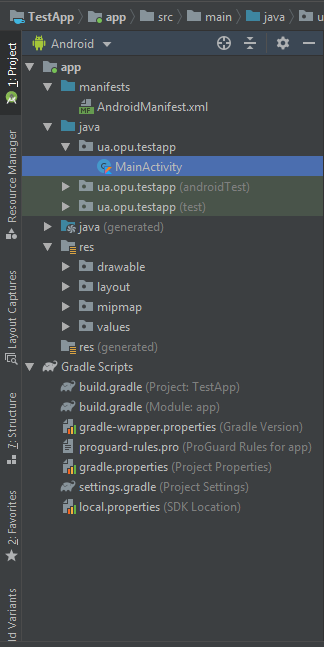 TestApp app src main java
Android
app
manifests
AndroidManifest.xml
java
ua.opu.testapp
MainActivity
ua.opu.testapp (androidTest)
ua.opu.testapp (test)
java (generated)
res
drawable
layout
mipmap
values
res (generated)
Gradle Scripts
build.gradle (Project: TestApp)
build.gradle (Module: app)
gradle-wrapper.properties (Gradle Version)
proguard-rules.pro (ProGuard Rules for app)
gradle.properties (Project Properties)
settings.gradle (Project Settings)
local.properties (SDK Location)
1: Project
Resource Manager
Layout Captures
7: Structure
2: Favorites
ld Variants